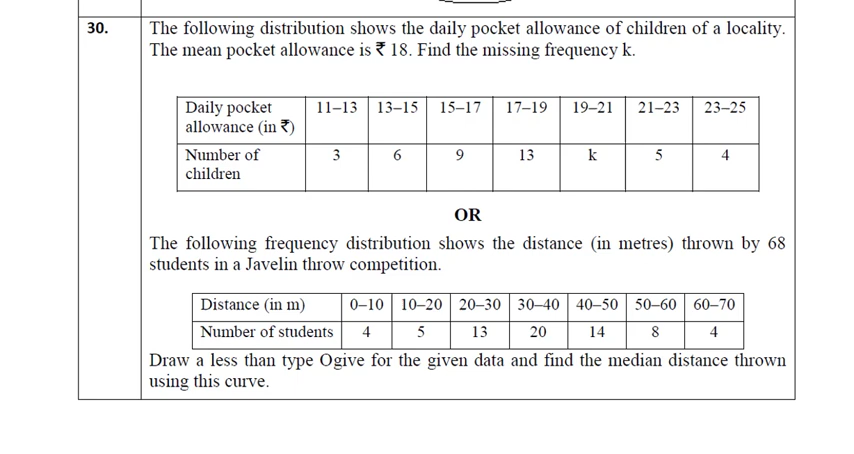 30.
The following distribution shows the daily pocket allowance of children of a locality.
The mean pocket allowance is ₹ 18. Find the missing frequency k.
Daily pocket allowance (in ₹) 11–13 13–15 15–17 17–19 19–21 21–23 23–25
Number of children 3 6 9 13 k 5 4
OR
The following frequency distribution shows the distance (in metres) thrown by 68
students in a Javelin throw competition.
Distance (in m) 0–10 10–20 20–30 30–40 40–50 50–60 60–70
Number of students 4 5 13 20 14 8 4
Draw a less than type Ogive for the given data and find the median distance thrown
using this curve.